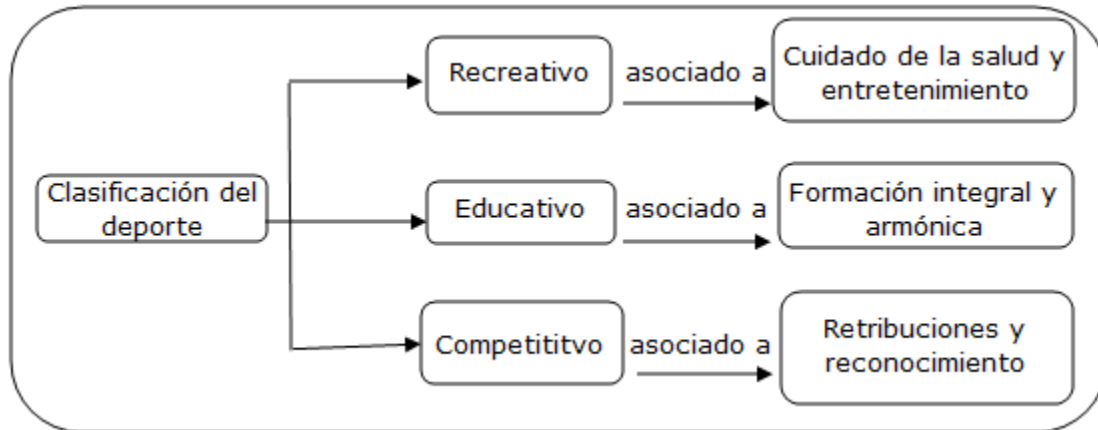 Recreativo
asociado a
Cuidado de la salud y
entretenimiento
Clasificación del
deporte
Educativo
asociado a
Formación integral y
armónica
Competititvo
asociado a
Retribuciones y
reconocimiento